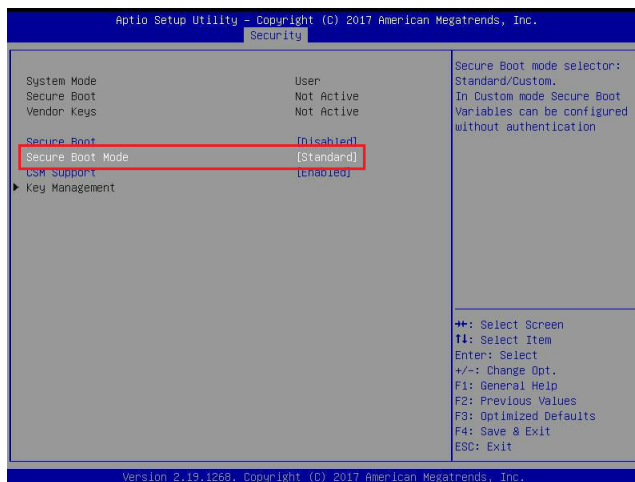 Aptio Setup Utility – Copyright (C) 2017 American Megatrends, Inc.
Security
System Mode User
Secure Boot Not Active
Vendor Keys Not Active
Secure Boot [Disabled]
Secure Boot Mode [Standard]
CSM Support [Enabled]
Key Management
Secure Boot mode selector:
Standard/Custom.
In Custom mode Secure Boot
Variables can be configured
without authentication
→←: Select Screen
↑↓: Select Item
Enter: Select
+/-: Change Opt.
F1: General Help
F2: Previous Values
F3: Optimized Defaults
F4: Save & Exit
ESC: Exit
Version 2.19.1268. Copyright (C) 2017 American Megatrends, Inc.